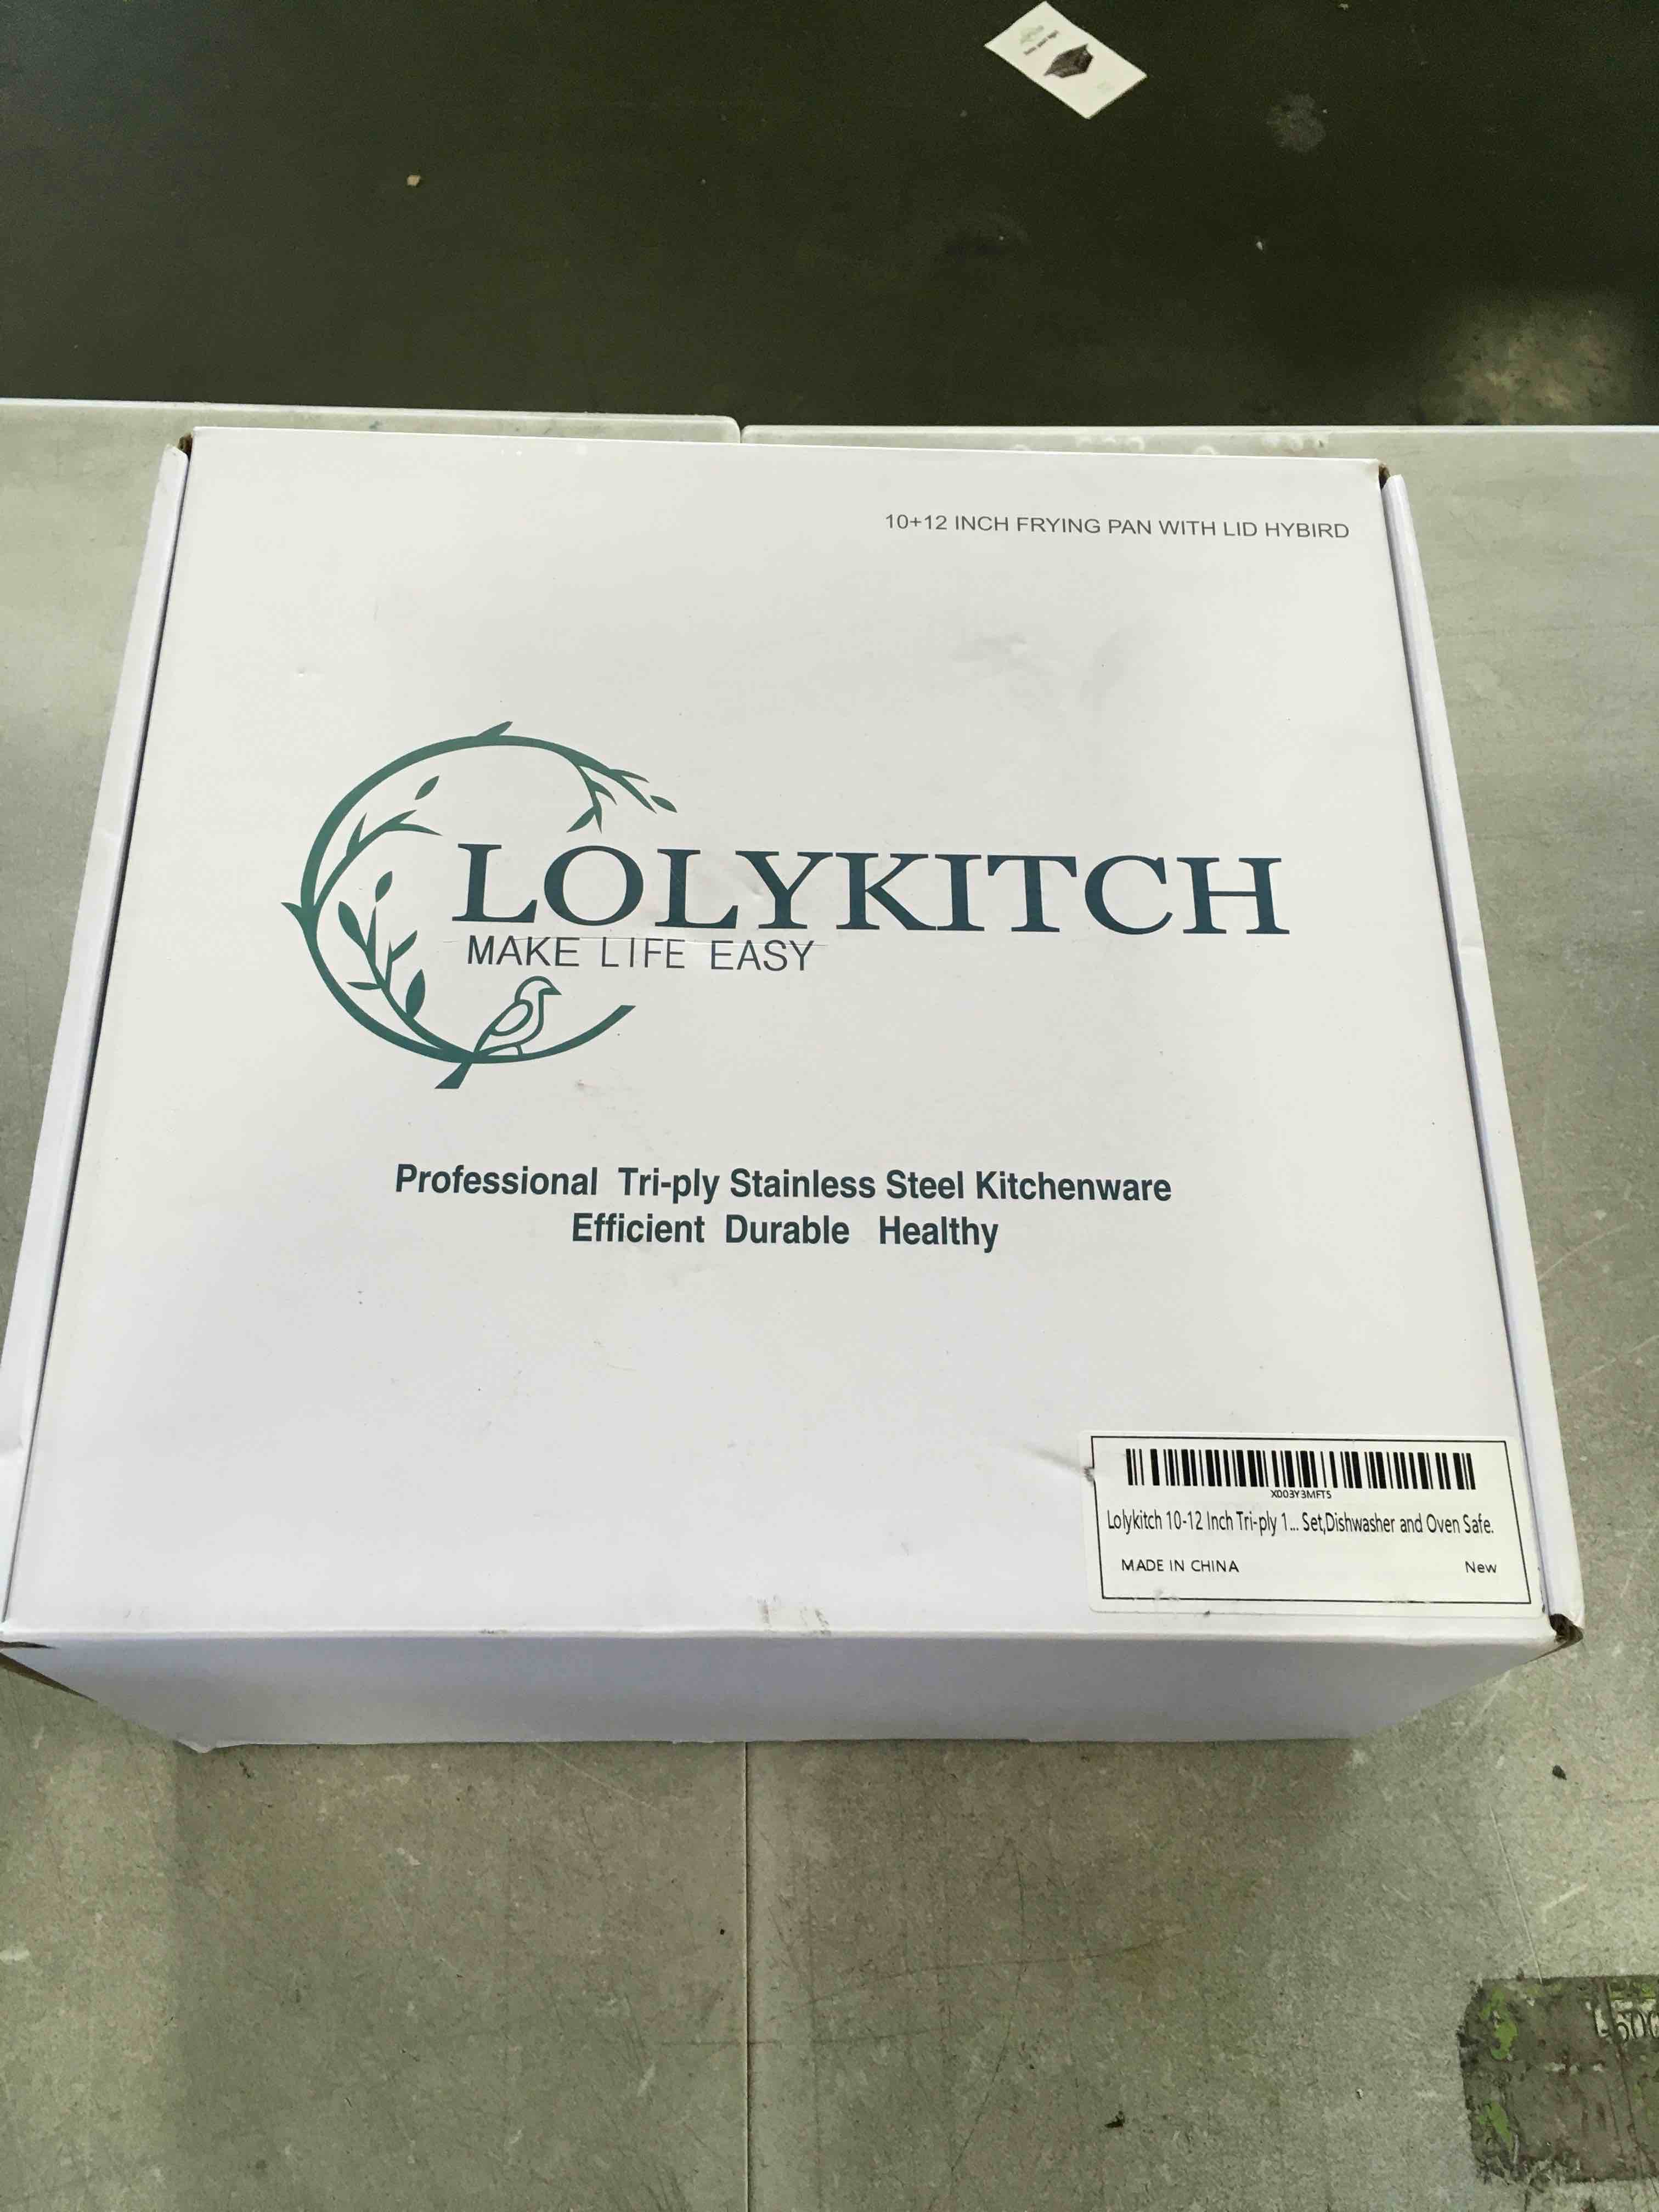 10+12 INCH FRYING PAN WITH LID HYBIRD
LOLYKITCH
MAKE LIFE EASY
Professional Tri-ply Stainless Steel Kitchenware
Efficient Durable Healthy
X003Y3MFTS
Lolykitch 10-12 Inch Tri-ply 1... Set,Dishwasher and Oven Safe.
MADE IN CHINA
New